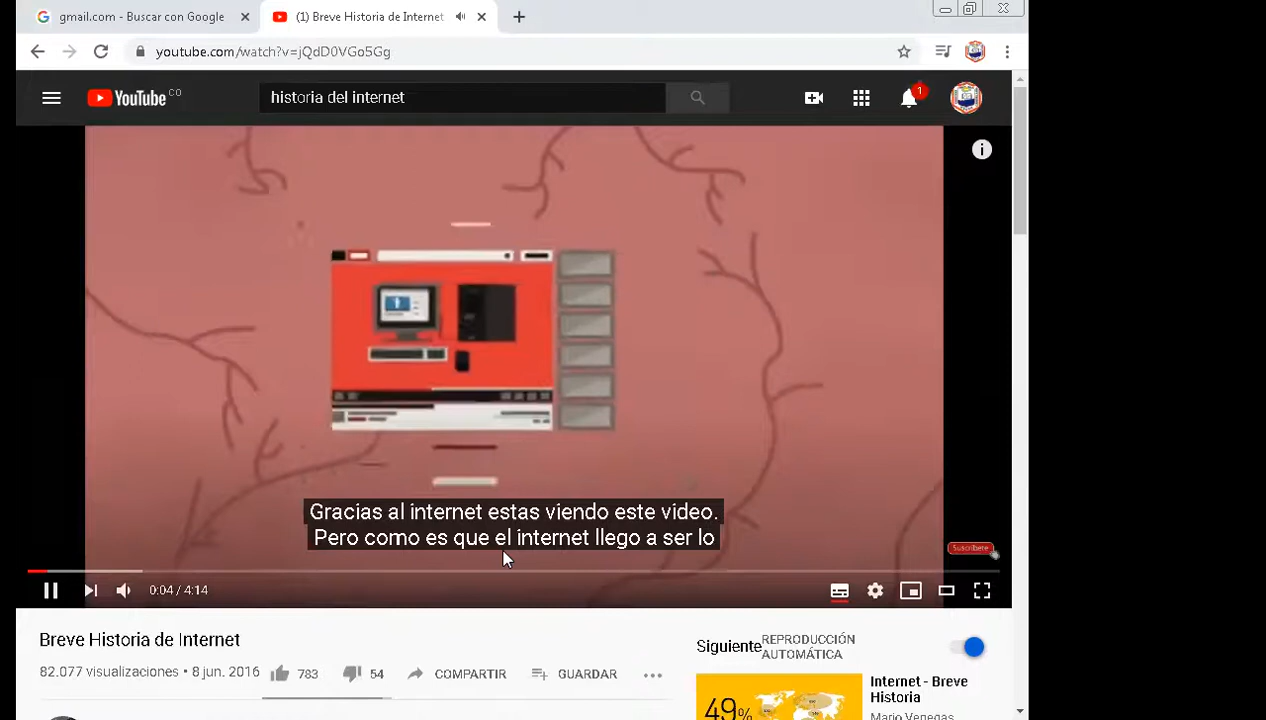 gmail.com - Buscar con Google
(1) Breve Historia de Internet
youtube.com/watch?v=jQdD0VGo5Gg
YouTube CO
historia del internet
1
Gracias al internet estas viendo este video.
Pero como es que el internet llego a ser lo
Suscríbete
0:04 / 4:14
Breve Historia de Internet
82.077 visualizaciones • 8 jun. 2016
783
54
COMPARTIR
GUARDAR
Siguiente
REPRODUCCIÓN
AUTOMÁTICA
49%
Internet - Breve
Historia
Mario Venegas